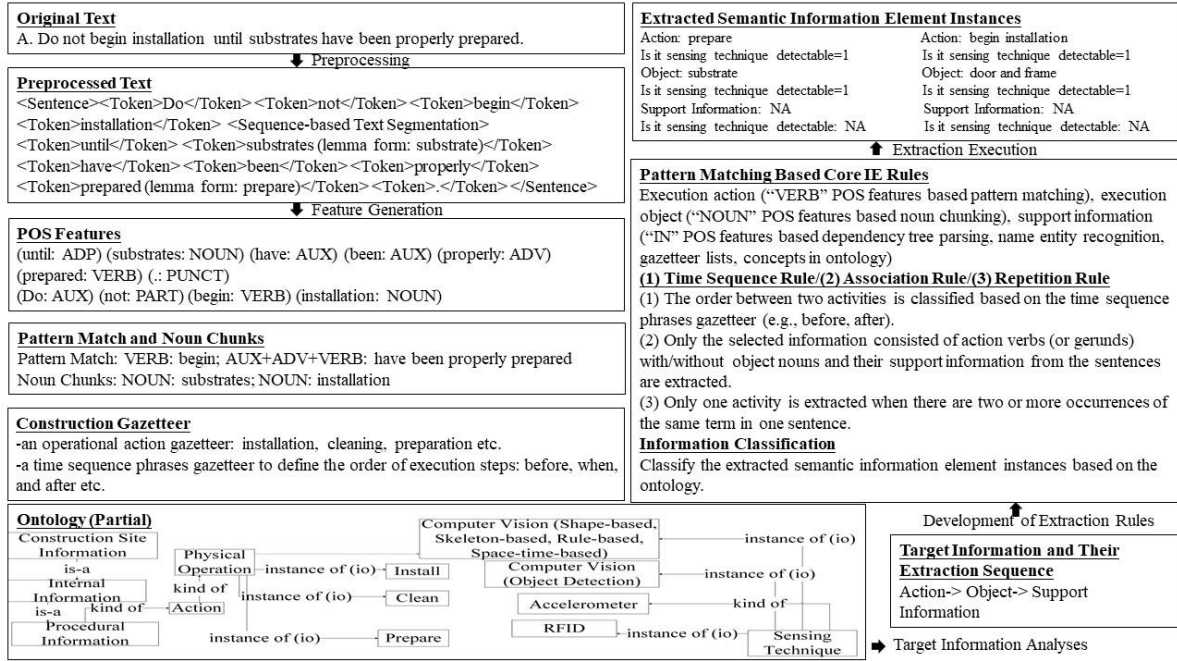 Original Text
A. Do not begin installation until substrates have been properly prepared.
Preprocessing
Preprocessed Text
<Sentence><Token>Do</Token> <Token>not</Token> <Token>begin</Token>
<Token>installation</Token> <Sequence-based Text Segmentation>
<Token>until</Token> <Token>substrates (lemma form: substrate)</Token>
<Token>have</Token> <Token>been</Token> <Token>properly</Token>
<Token>prepared (lemma form: prepare)</Token> <Token>.</Token> </Sentence>
Feature Generation
POS Features
(until: ADP) (substrates: NOUN) (have: AUX) (been: AUX) (properly: ADV)
(prepared: VERB) (.: PUNCT)
(Do: AUX) (not: PART) (begin: VERB) (installation: NOUN)
Pattern Match and Noun Chunks
Pattern Match: VERB: begin; AUX+ADV+VERB: have been properly prepared
Noun Chunks: NOUN: substrates; NOUN: installation
Construction Gazetteer
-an operational action gazetteer: installation, cleaning, preparation etc.
-a time sequence phrases gazetteer to define the order of execution steps: before, when,
and after etc.
Extracted Semantic Information Element Instances
Action: prepare
Is it sensing technique detectable=1
Object: substrate
Is it sensing technique detectable=1
Support Information: NA
Is it sensing technique detectable: NA
Action: begin installation
Is it sensing technique detectable=1
Object: door and frame
Is it sensing technique detectable=1
Support Information: NA
Is it sensing technique detectable: NA
Extraction Execution
Pattern Matching Based Core IE Rules
Execution action (“VERB” POS features based pattern matching), execution
object (“NOUN” POS features based noun chunking), support information
(“IN” POS features based dependency tree parsing, name entity recognition,
gazetteer lists, concepts in ontology)
(1) Time Sequence Rule/(2) Association Rule/(3) Repetition Rule
(1) The order between two activities is classified based on the time sequence
phrases gazetteer (e.g., before, after).
(2) Only the selected information consisted of action verbs (or gerunds)
with/without object nouns and their support information from the sentences
are extracted.
(3) Only one activity is extracted when there are two or more occurrences of
the same term in one sentence.
Information Classification
Classify the extracted semantic information element instances based on the
ontology.
Development of Extraction Rules
Target Information and Their
Extraction Sequence
Action-> Object-> Support
Information
Target Information Analyses
Ontology (Partial)
Construction Site
Information
is-a
Internal
Information
is-a
Procedural
Information
kind of
Action
kind of
Physical
Operation
instance of (io)
Install
instance of (io)
Clean
instance of (io)
Prepare
Computer Vision (Shape-based,
Skeleton-based, Rule-based,
Space-time-based)
instance of (io)
Computer Vision
(Object Detection)
instance of (io)
Accelerometer
kind of
RFID
instance of (io)
Sensing
Technique